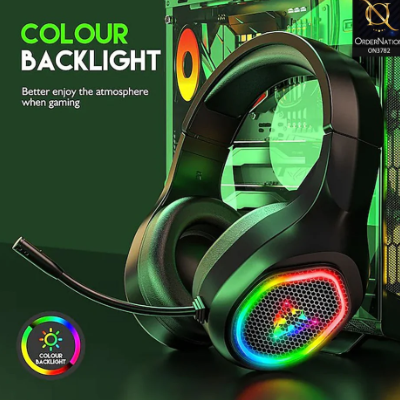 COLOUR
BACKLIGHT
Better enjoy the atmosphere
when gaming
ORDERNATION
ON3782
COLOUR
BACKLIGHT